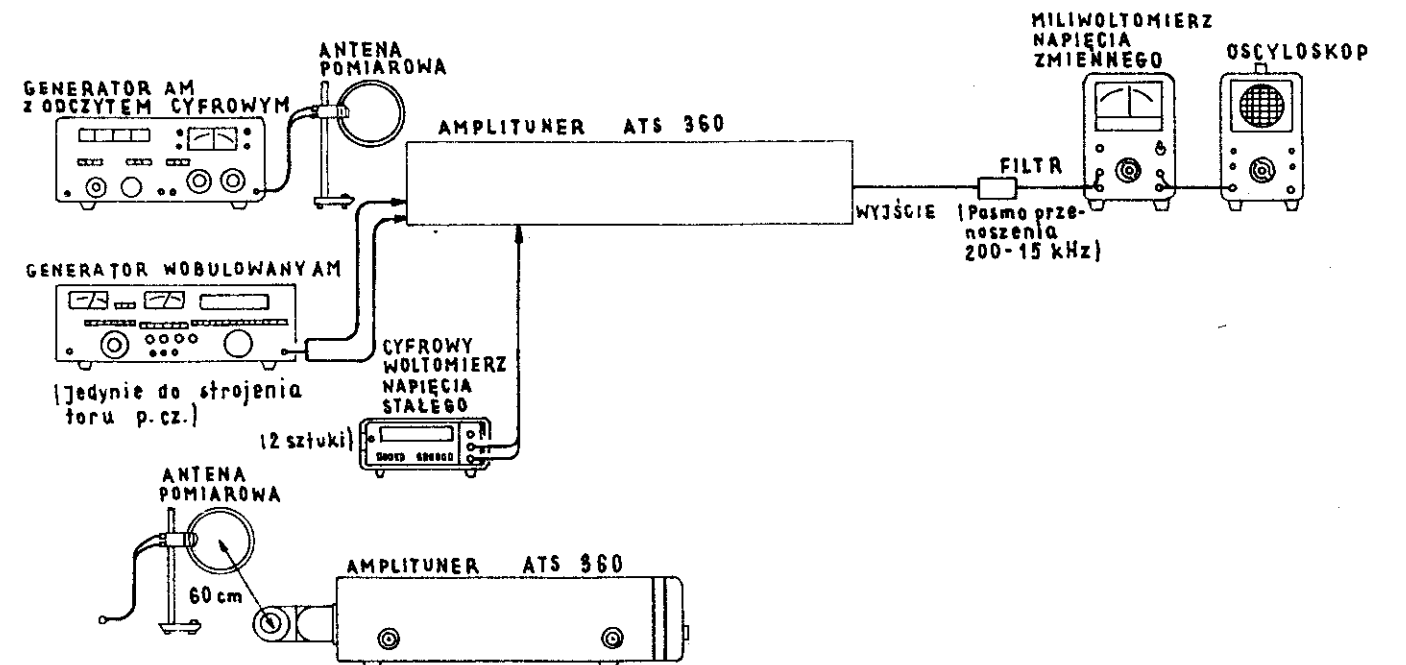 GENERATOR AM
Z ODCZYTEM CYFROWYM
ANTENA
POMIAROWA
AMPLITUNER ATS 360
MILIWOLTOMIERZ
NAPIĘCIA
ZMIENNEGO
OSCYLOSKOP
FILTR
WYJŚCIE
(Pasmo prze-
noszenia
200-15 kHz)
GENERATOR WOBULOWANY AM
(Jedynie do strojenia
toru p.cz.)
CYFROWY
WOLTOMIERZ
NAPIĘCIA
STAŁEGO
(2 sztuki)
ANTENA
POMIAROWA
60 cm
AMPLITUNER ATS 360